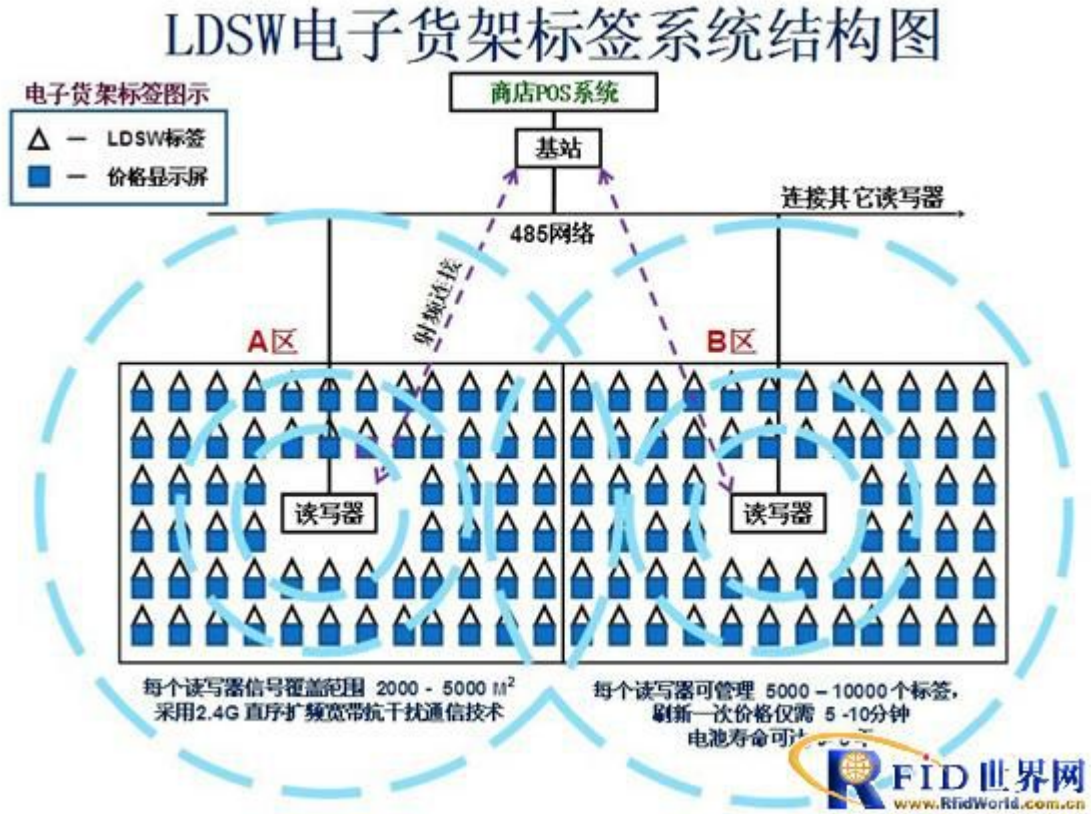 LDSW电子货架标签系统结构图
电子货架标签图示
LDSW标签
价格显示屏
商店POS系统
基站
连接其它读写器
485网络
射频连接
A区
B区
读写器
读写器
每个读写器信号覆盖范围 2000 - 5000 M²
采用2.4G 直序扩频宽带抗干扰通信技术
每个读写器可管理 5000 – 10000 个标签，
刷新一次价格仅需 5 -10分钟
电池寿命可达
RFID 世界网
www.RfidWorld.com.cn